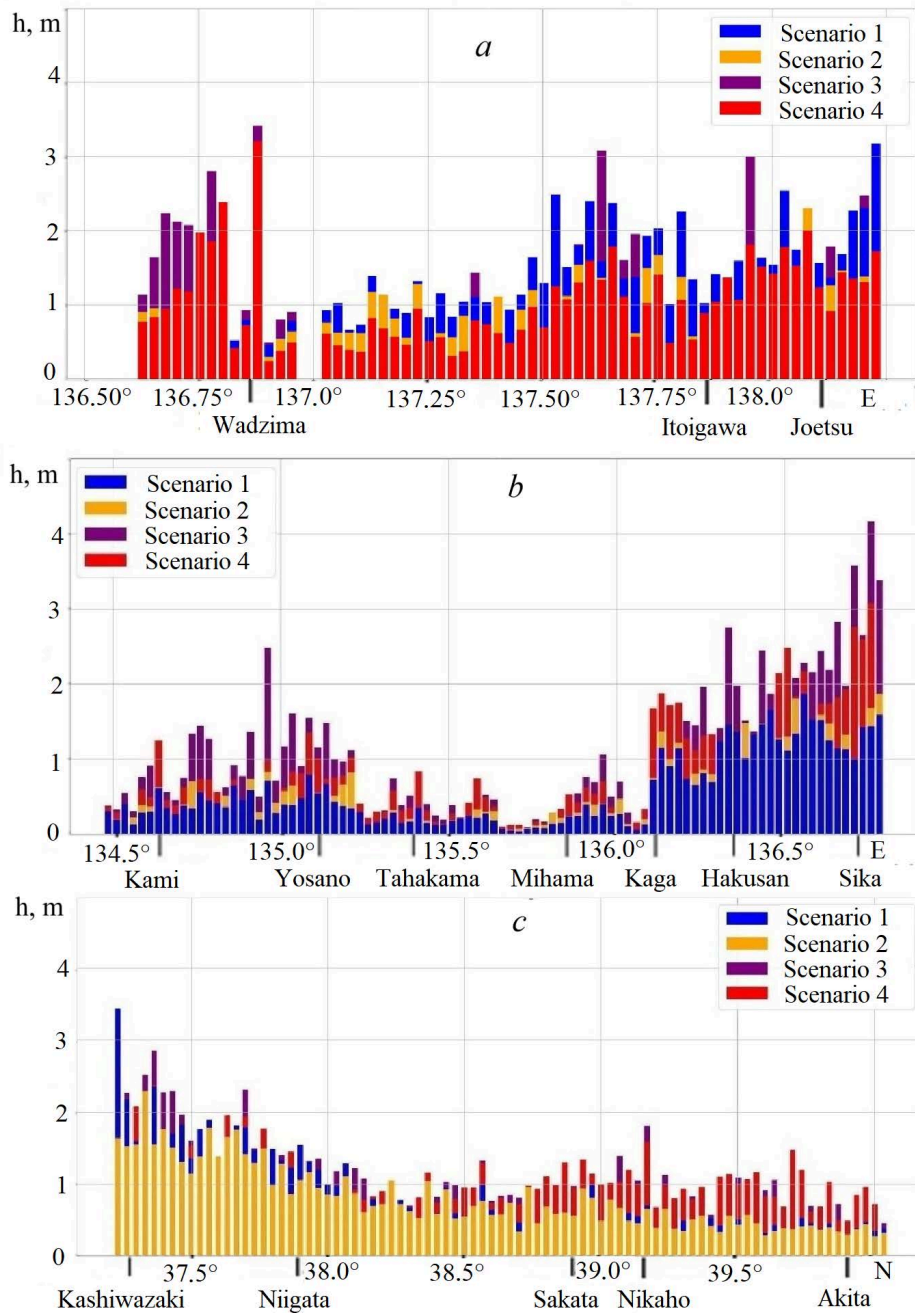 h, m
a
Scenario 1
Scenario 2
Scenario 3
Scenario 4
4
3
2
1
0
136.50° 136.75° 137.0° 137.25° 137.50° 137.75° 138.0° E
Wadzima Itoigawa Joetsu
h, m
b
Scenario 1
Scenario 2
Scenario 3
Scenario 4
4
3
2
1
0
134.5° 135.0° 135.5° 136.0° 136.5° E
Kami Yosano Tahakama Mihama Kaga Hakusan Sika
h, m
c
Scenario 1
Scenario 2
Scenario 3
Scenario 4
4
3
2
1
0
37.5° 38.0° 38.5° 39.0° 39.5° N
Kashiwazaki Niigata Sakata Nikaho Akita